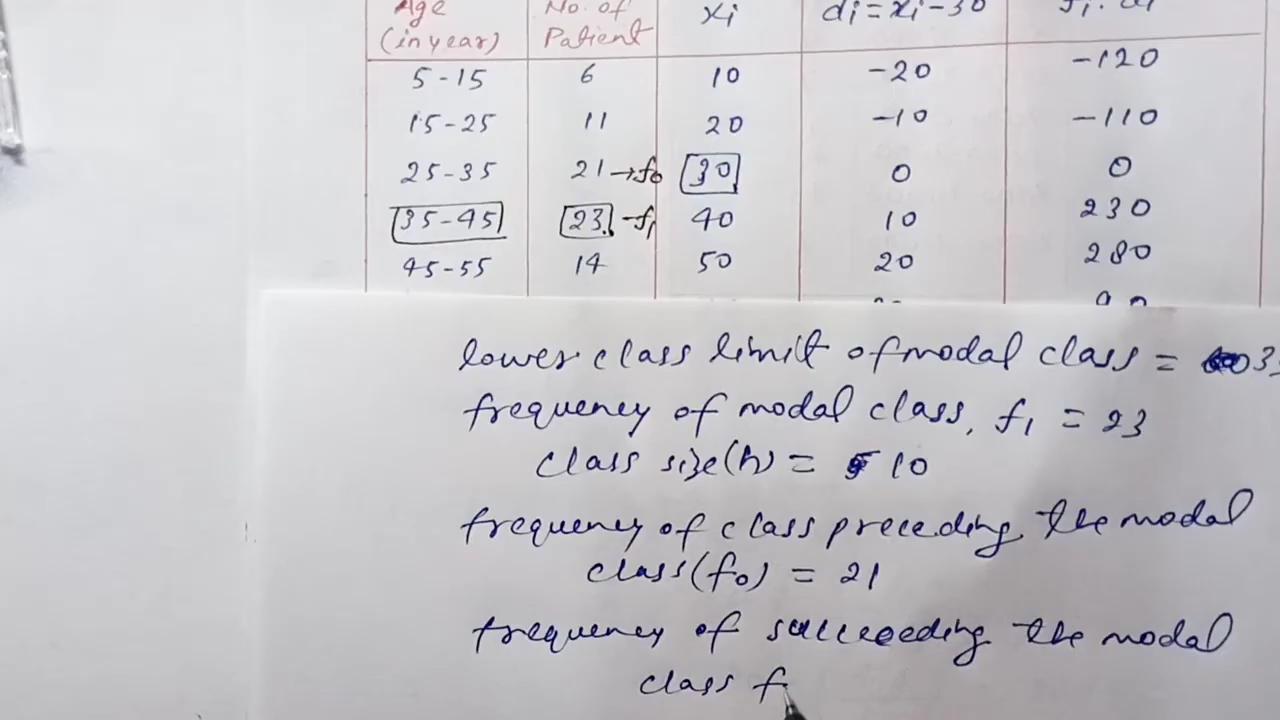 Age No. of xi di = xi - 30 fi. di
(in year) Patient
5-15 6 10 -20 -120
15-25 11 20 -10 -110
25-35 21 →f0 30 0 0
35-45 23 -f1 40 10 230
45-55 14 50 20 280
lower class limit of modal class = 3
frequency of modal class, f1 = 23
class size(h) = 10
frequency of class preceding the modal
class(f0) = 21
frequency of succeeding the modal
class f